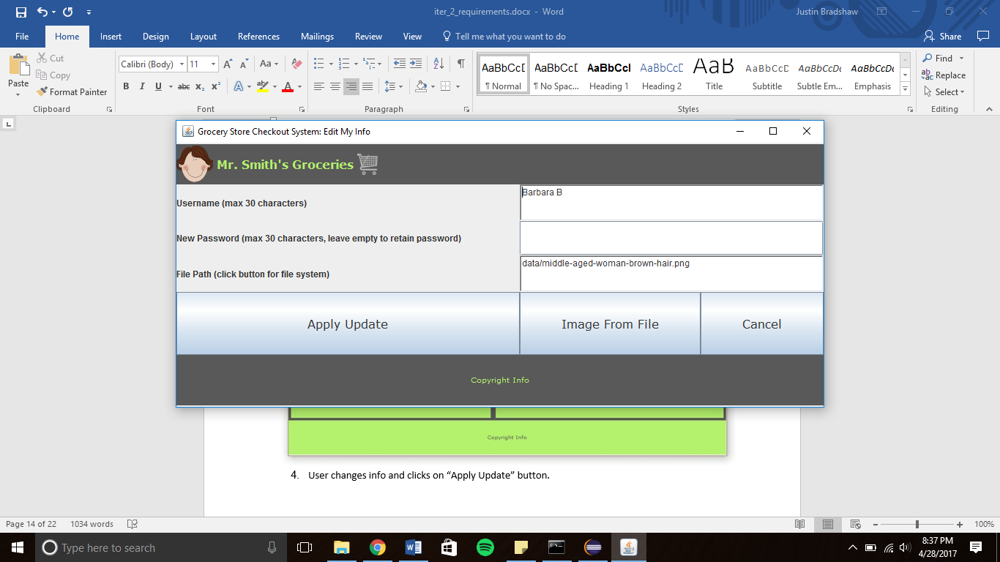 iter_2_requirements.docx - Word
Justin Bradshaw
File Home Insert Design Layout References Mailings Review View Tell me what you want to do Share
Paste
Cut
Copy
Format Painter
Calibri (Body) 11
B I U abc x₂ x² A ab A
AaBbCcD AaBbCcD AaBbCcI AaBbCcD AaB AaBbCcD AaBbCcDc AaBbCcDc
¶ Normal ¶ No Spac... Heading 1 Heading 2 Title Subtitle Subtle Em... Emphasis
Find
Replace
Select
Clipboard Font Paragraph Styles Editing
Grocery Store Checkout System: Edit My Info
Mr. Smith's Groceries
Username (max 30 characters) Barbara B
New Password (max 30 characters, leave empty to retain password)
File Path (click button for file system) data/middle-aged-woman-brown-hair.png
Apply Update Image From File Cancel
Copyright Info
Copyright Info
4. User changes info and clicks on “Apply Update” button.
Page 14 of 22 1034 words 100%
Type here to search
8:37 PM
4/28/2017